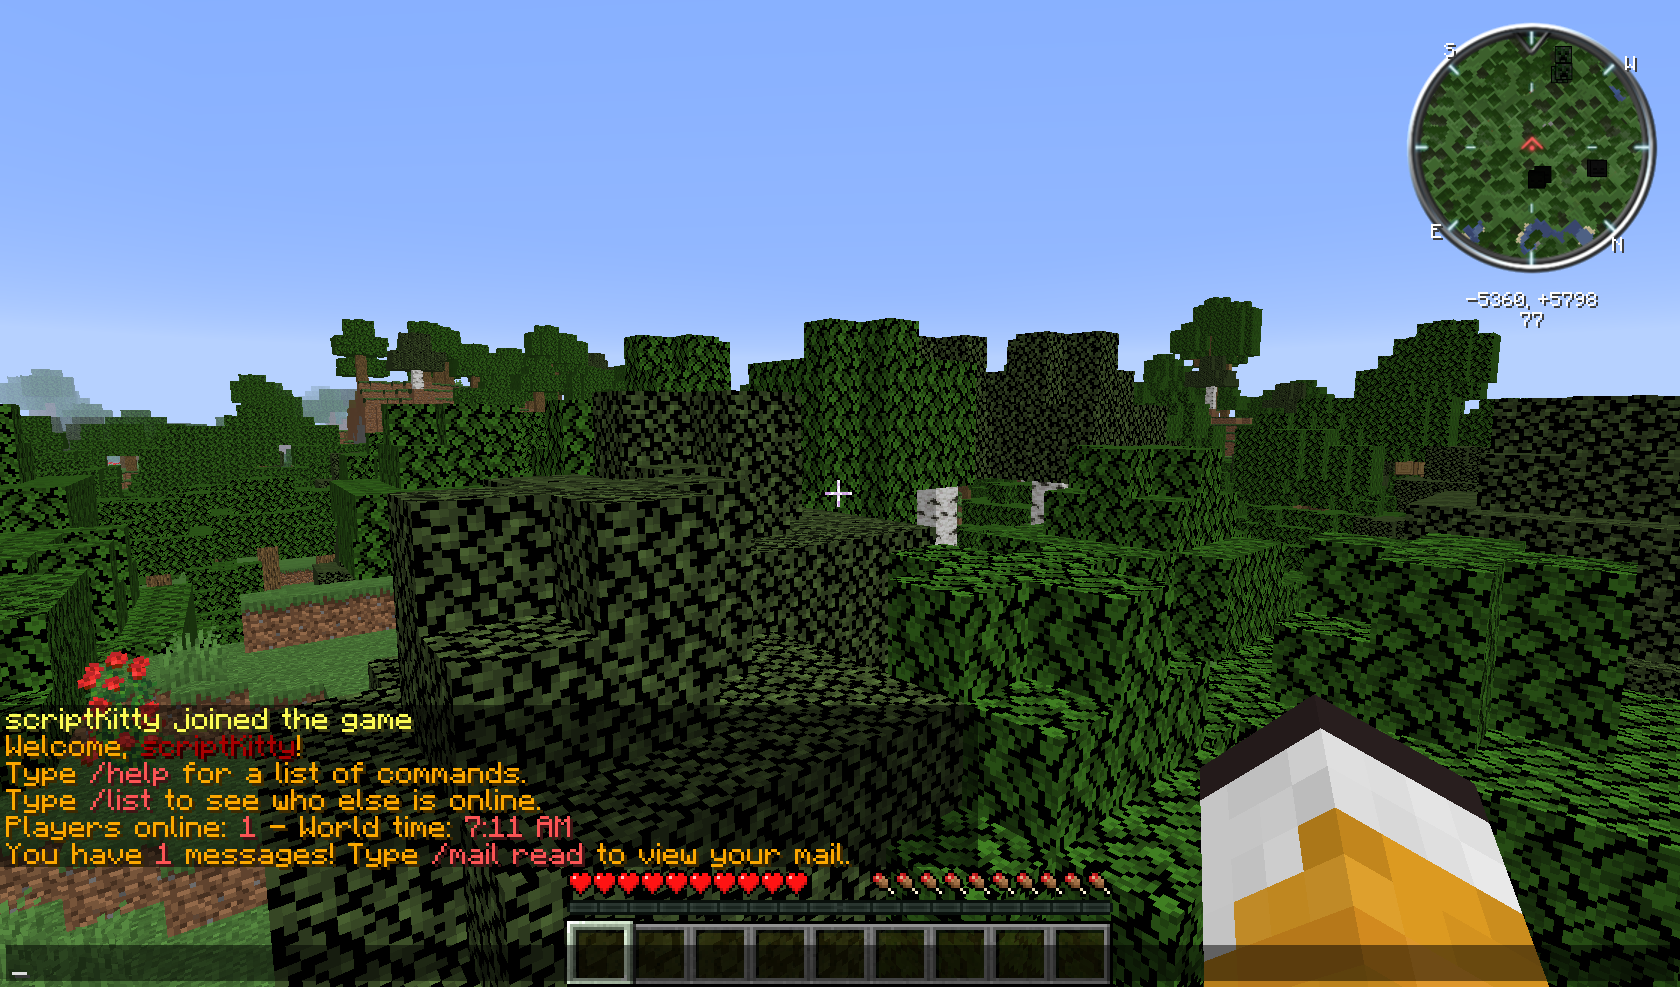 S
W
E
N
-5360, +5798
77
scriptKitty joined the game
Welcome, scriptKitty!
Type /help for a list of commands.
Type /list to see who else is online.
Players online: 1 - World time: 7:11 AM
You have 1 messages! Type /mail read to view your mail.
_